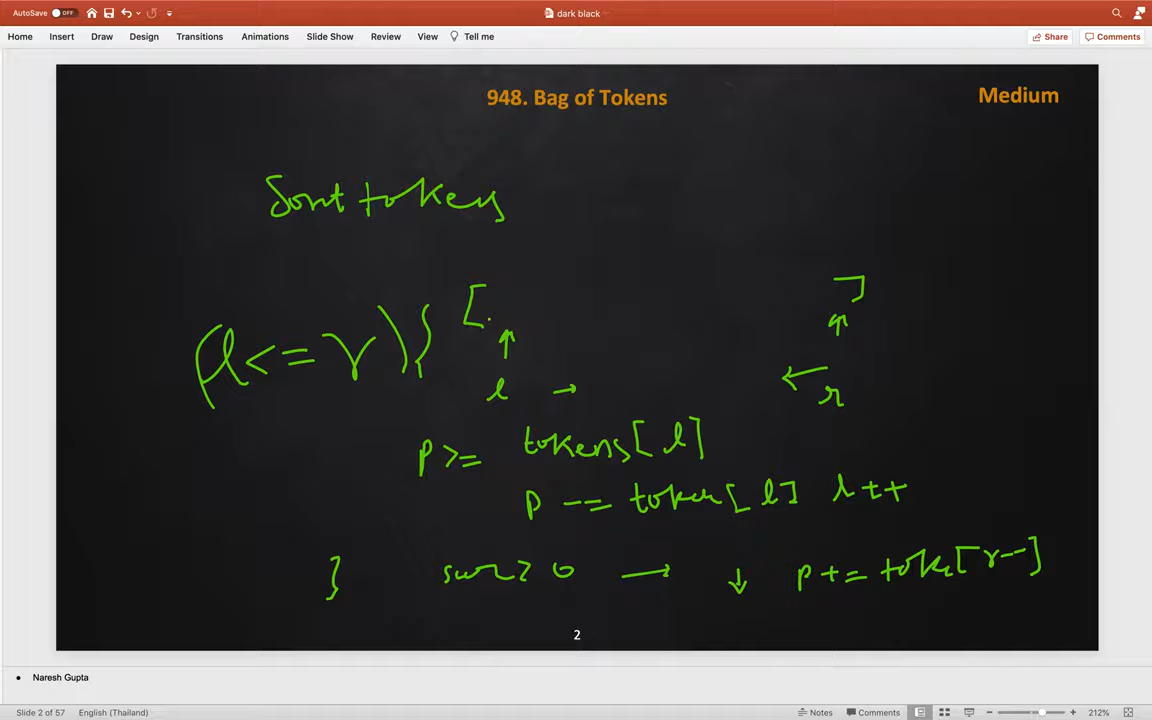 AutoSave OFF
dark black
Home Insert Draw Design Transitions Animations Slide Show Review View Tell me Share Comments
948. Bag of Tokens
Medium
Sort tokens
[ ]
(l<=r){
l → ← r
p >= tokens[l]
p -= token[l] l++
} > 0 → ↓ p += [r--]
2
• Naresh Gupta
Slide 2 of 57 English (Thailand) Notes Comments 212%